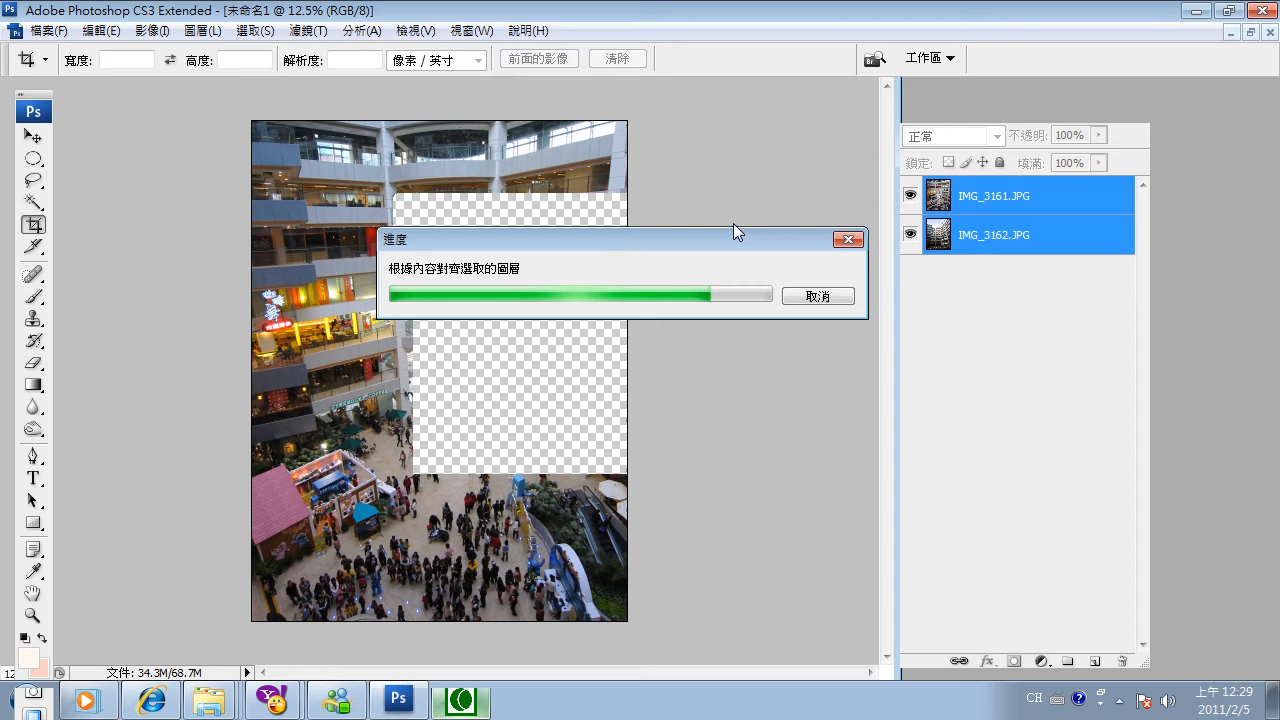 Adobe Photoshop CS3 Extended - [未命名1 @ 12.5% (RGB/8)]
檔案(F) 編輯(E) 影像(I) 圖層(L) 選取(S) 濾鏡(T) 分析(A) 檢視(V) 視窗(W) 說明(H)
寬度: 高度: 解析度: 像素 / 英寸 前面的影像 清除 Br 工作區
Ps
正常 不透明: 100%
鎖定: 填滿: 100%
IMG_3161.JPG
IMG_3162.JPG
進度
根據內容對齊選取的圖層
取消
T
fx
12 文件: 34.3M/68.7M
Ps
CH
上午 12:29
2011/2/5